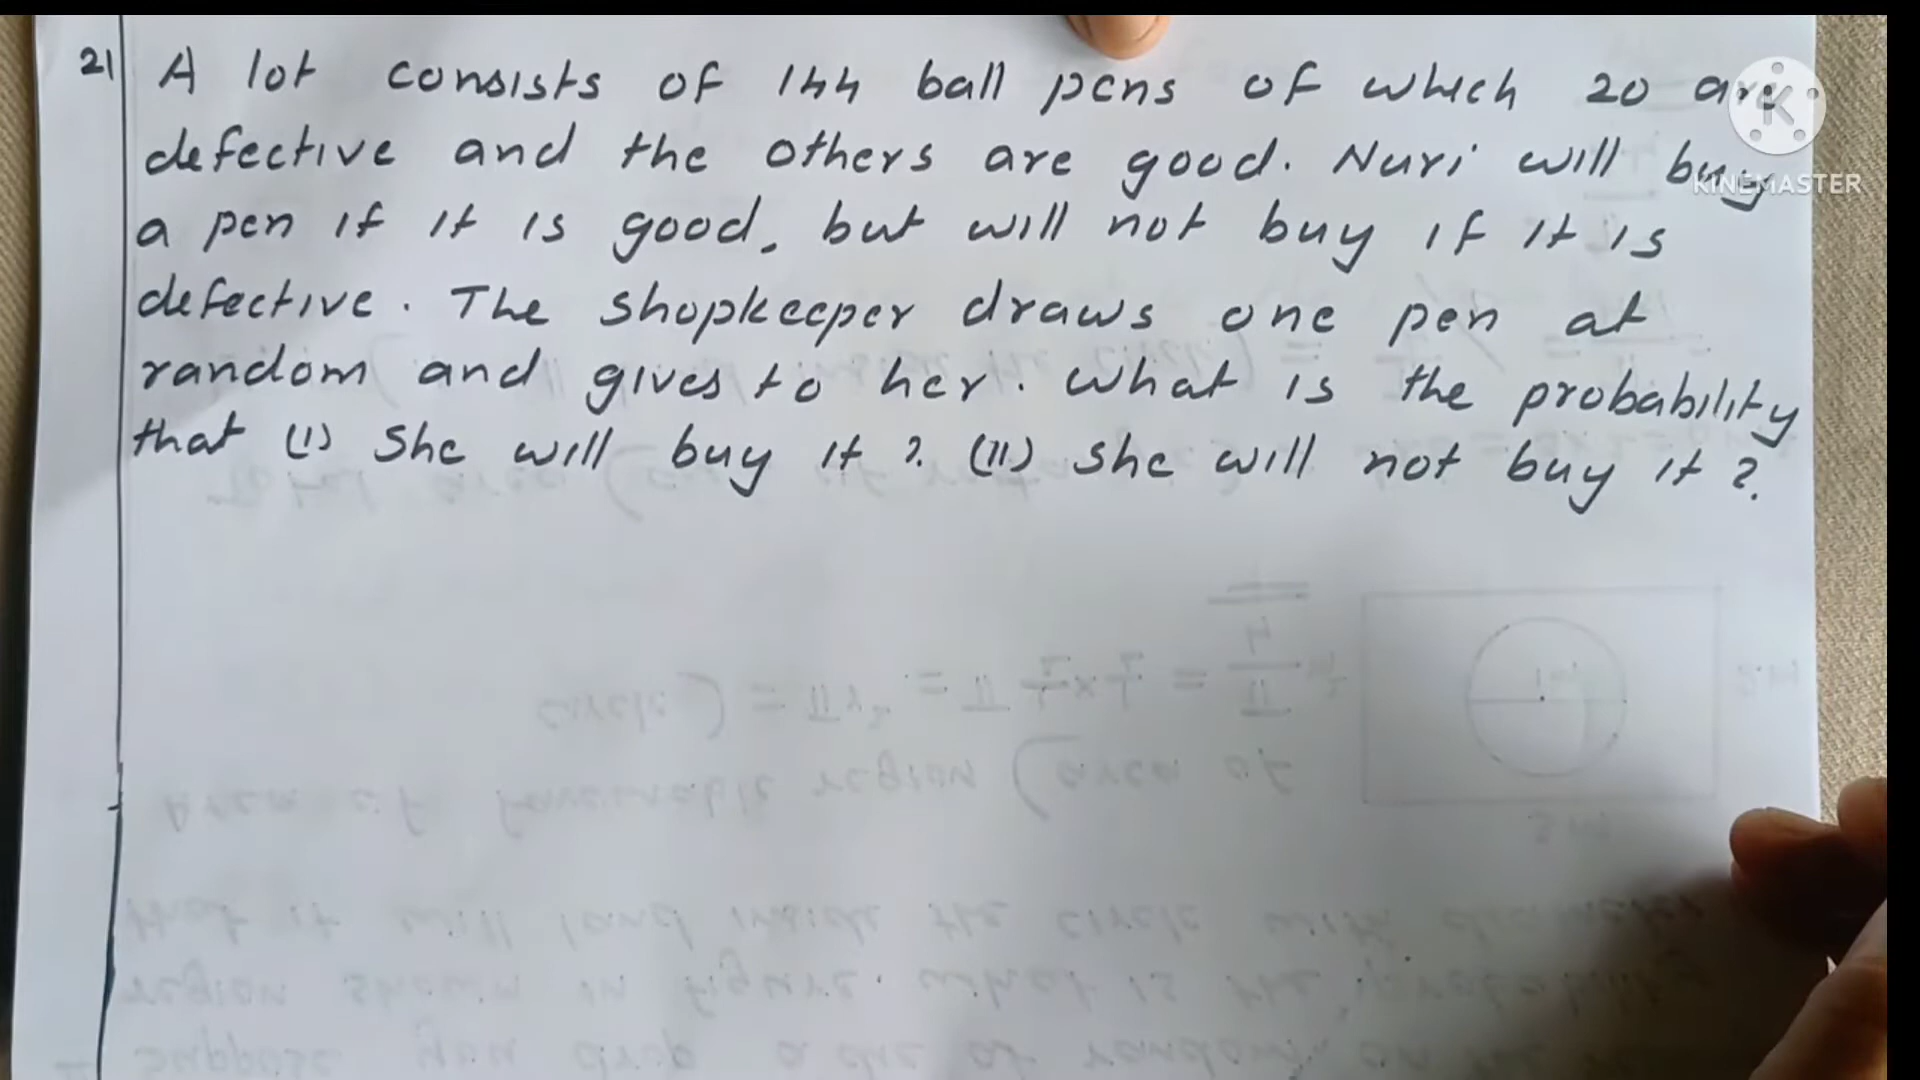 21 A lot consists of 144 ball pens of which 20 are
defective and the others are good. Nuri will buy
a pen if it is good, but will not buy if it is
defective. The shopkeeper draws one pen at
random and gives to her. What is the probability
that (i) She will buy it? (ii) she will not buy it?
KINEMASTER